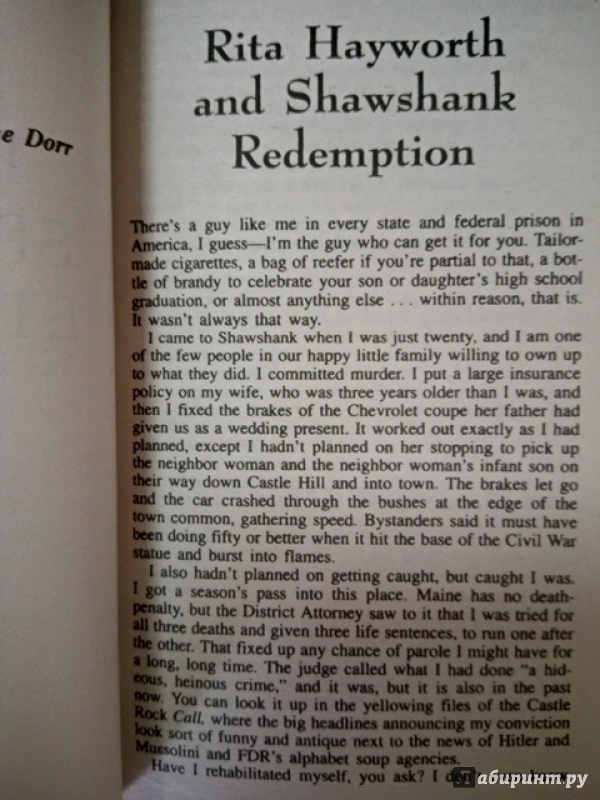 e Dorr
Rita Hayworth
and Shawshank
Redemption
There's a guy like me in every state and federal prison in
America, I guess—I'm the guy who can get it for you. Tailor-
made cigarettes, a bag of reefer if you're partial to that, a bot-
tle of brandy to celebrate your son or daughter's high school
graduation, or almost anything else . . . within reason, that is.
It wasn't always that way.
I came to Shawshank when I was just twenty, and I am one
of the few people in our happy little family willing to own up
to what they did. I committed murder. I put a large insurance
policy on my wife, who was three years older than I was, and
then I fixed the brakes of the Chevrolet coupe her father had
given us as a wedding present. It worked out exactly as I had
planned, except I hadn't planned on her stopping to pick up
the neighbor woman and the neighbor woman's infant son on
their way down Castle Hill and into town. The brakes let go
and the car crashed through the bushes at the edge of the
town common, gathering speed. Bystanders said it must have
been doing fifty or better when it hit the base of the Civil War
statue and burst into flames.
I also hadn't planned on getting caught, but caught I was.
I got a season's pass into this place. Maine has no death-
penalty, but the District Attorney saw to it that I was tried for
all three deaths and given three life sentences, to run one after
the other. That fixed up any chance of parole I might have for
a long, long time. The judge called what I had done "a hid-
eous, heinous crime," and it was, but it is also in the past
now. You can look it up in the yellowing files of the Castle
Rock Call, where the big headlines announcing my conviction
look sort of funny and antique next to the news of Hitler and
Mussolini and FDR's alphabet soup agencies.
Have I rehabilitated myself, you ask? I
абиринт.ру